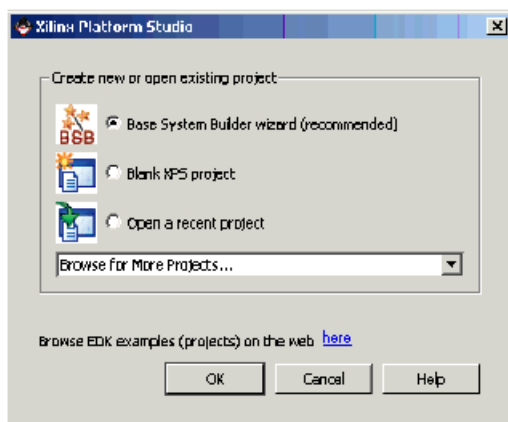 Xilinx Platform Studio
Create new or open existing project
BSB
Base System Builder wizard (recommended)
Blank XPS project
Open a recent project
Browse for More Projects...
Browse EDK examples (projects) on the web here
OK Cancel Help